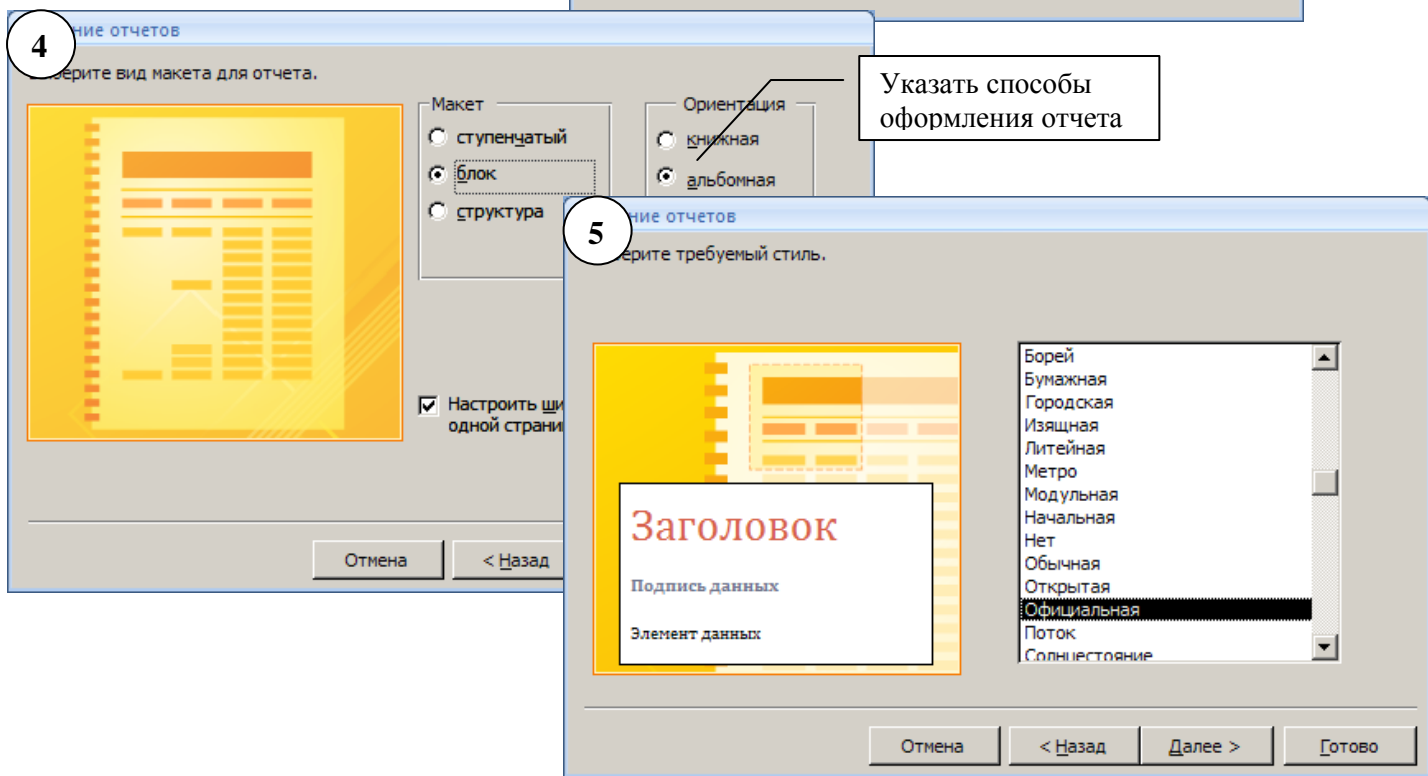 4
ние отчетов
ерите вид макета для отчета.
Макет
ступенчатый
блок
структура
Ориентация
книжная
альбомная
Указать способы
оформления отчета
Настроить
одной
Отмена
< Назад
5
ние отчетов
ерите требуемый стиль.
Заголовок
Подпись данных
Элемент данных
Борей
Бумажная
Городская
Изящная
Литейная
Метро
Модульная
Начальная
Нет
Обычная
Открытая
Официальная
Поток
Солнцестояние
Отмена
< Назад
Далее >
Готово